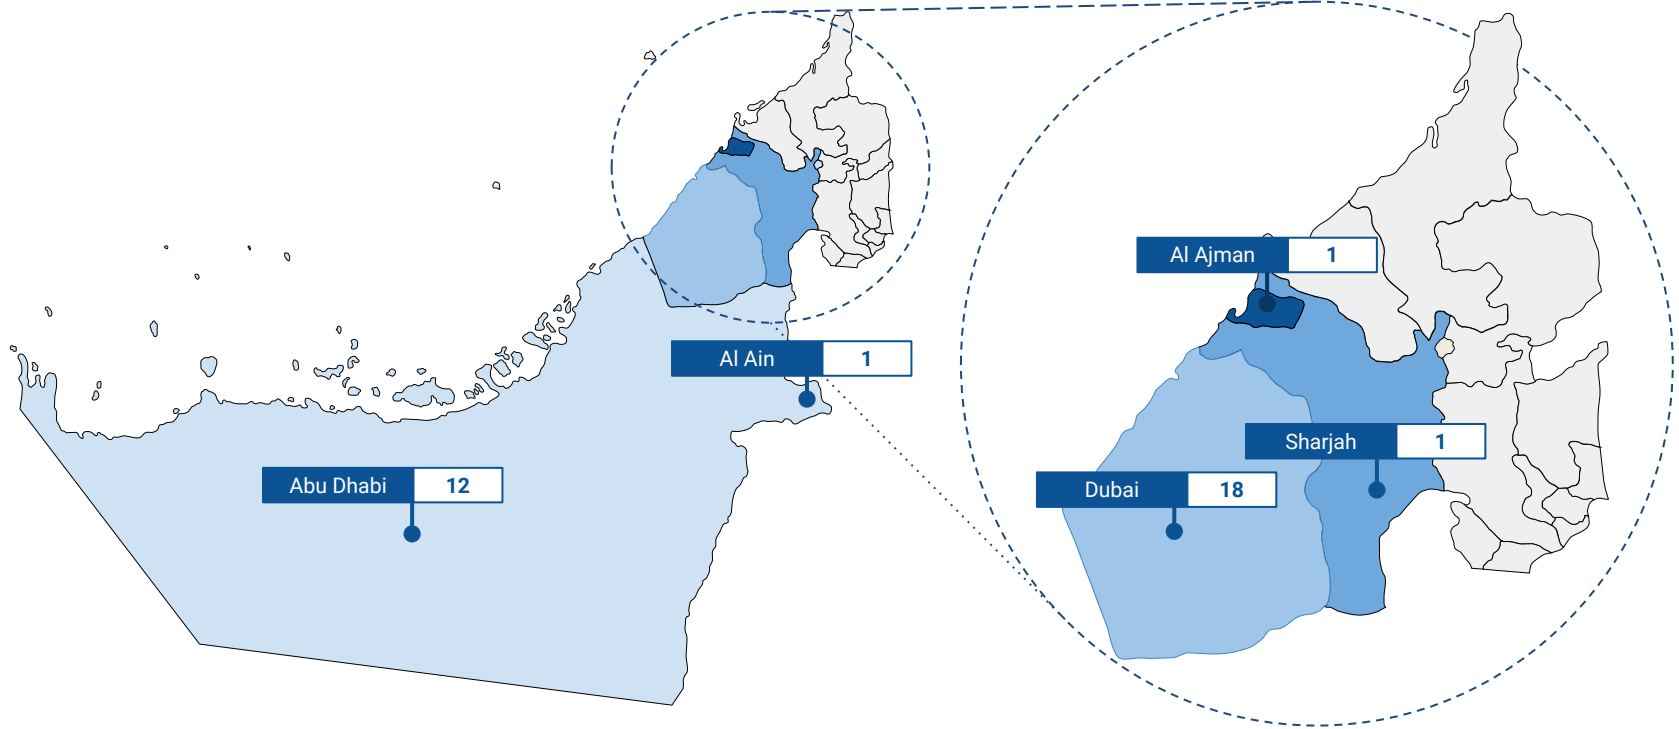 Al Ajman 1
Al Ain 1
Sharjah 1
Abu Dhabi 12
Dubai 18